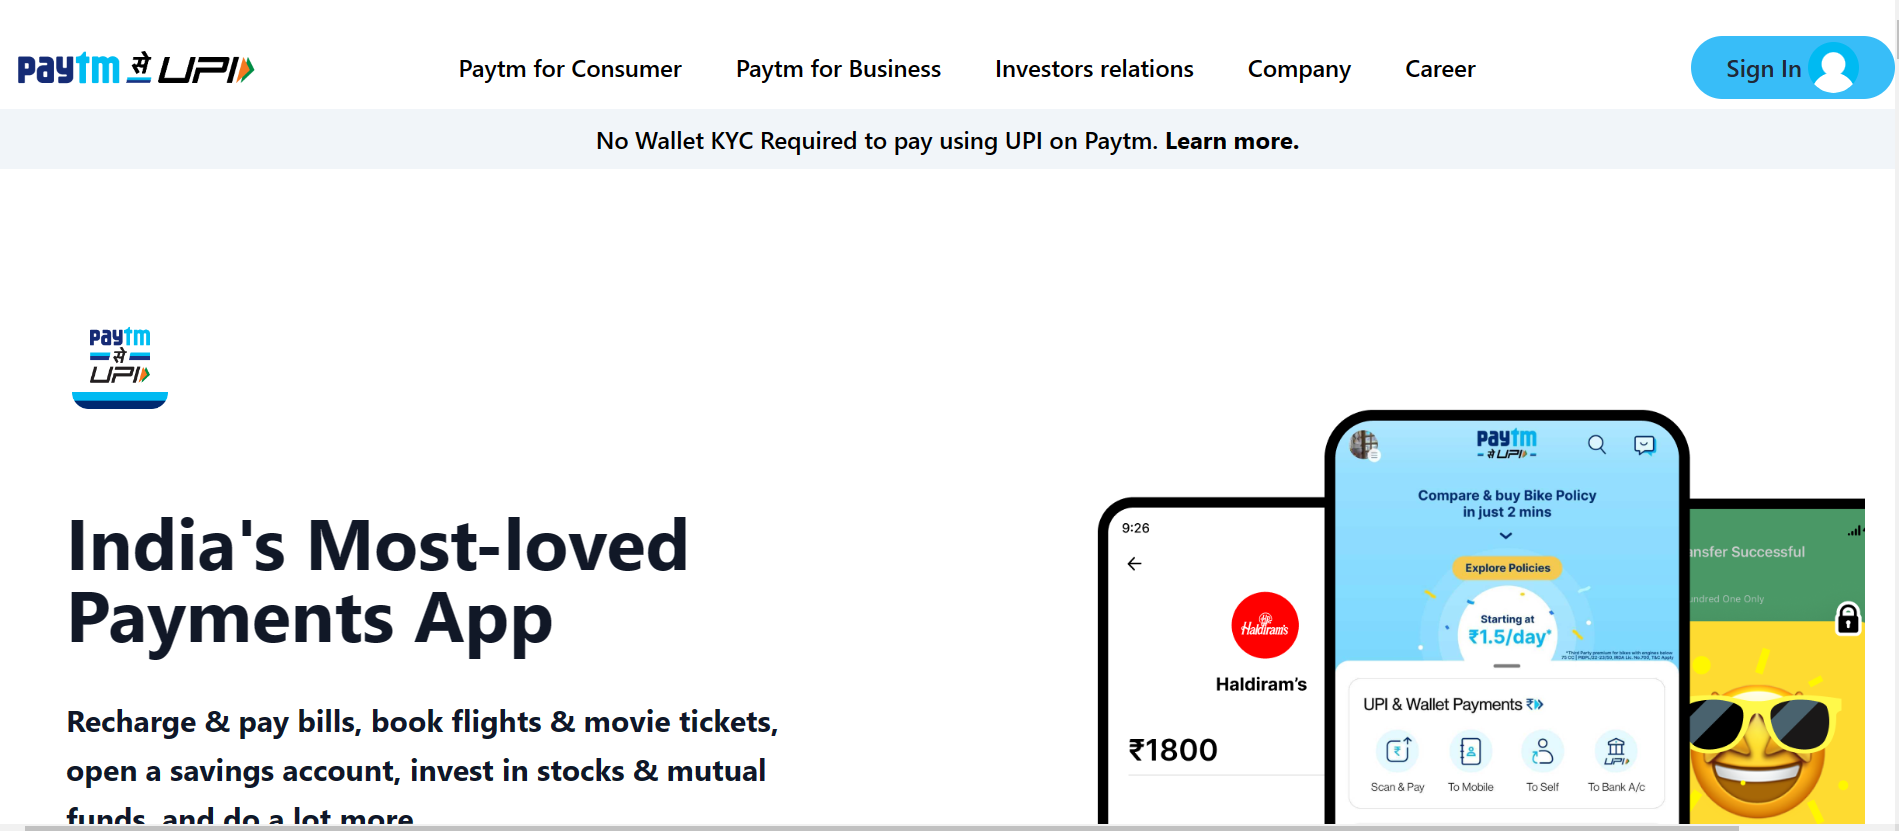 paytm से UPI
Paytm for Consumer
Paytm for Business
Investors relations
Company
Career
Sign In
No Wallet KYC Required to pay using UPI on Paytm. Learn more.
paytm
से
UPI
India's Most-loved
Payments App
Recharge & pay bills, book flights & movie tickets,
open a savings account, invest in stocks & mutual
funds, and do a lot more
9:26
Haldiram's
Haldiram's
₹1800
paytm
से UPI
Compare & buy Bike Policy
in just 2 mins
Explore Policies
Starting at
₹1.5/day*
UPI & Wallet Payments
Scan & Pay
To Mobile
To Self
UPI
To Bank A/c
ansfer Successful
undred One Only